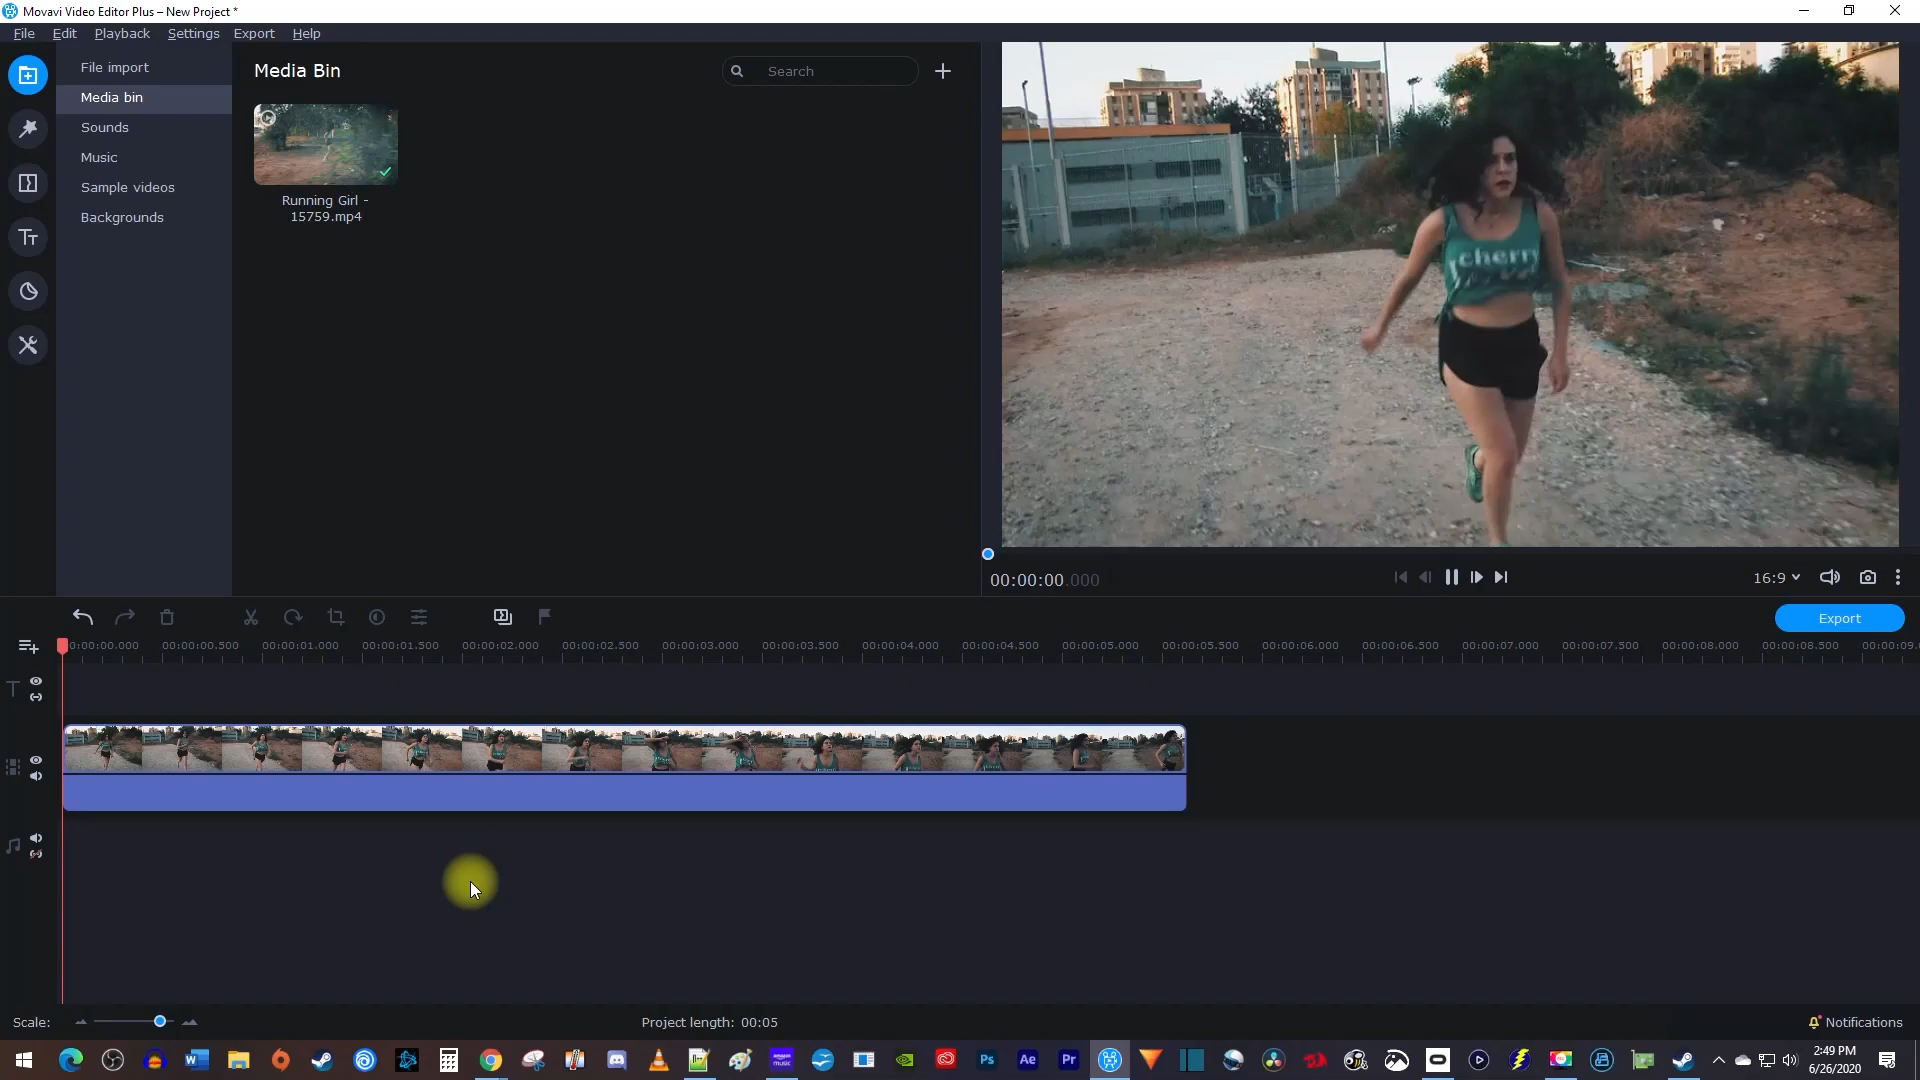 Movavi Video Editor Plus – New Project *
File Edit Playback Settings Export Help
File import
Media bin
Sounds
Music
Sample videos
Backgrounds
Media Bin
Search
Running Girl -
15759.mp4
cherry
00:00:00.000
16:9
Export
00:00:00.000 00:00:00.500 00:00:01.000 00:00:01.500 00:00:02.000 00:00:02.500 00:00:03.000 00:00:03.500 00:00:04.000 00:00:04.500 00:00:05.000 00:00:05.500 00:00:06.000 00:00:06.500 00:00:07.000 00:00:07.500 00:00:08.000 00:00:08.500 00:00:09.
Scale:
Project length: 00:05
Notifications
Ps
Ae
Pr
2:49 PM
6/26/2020